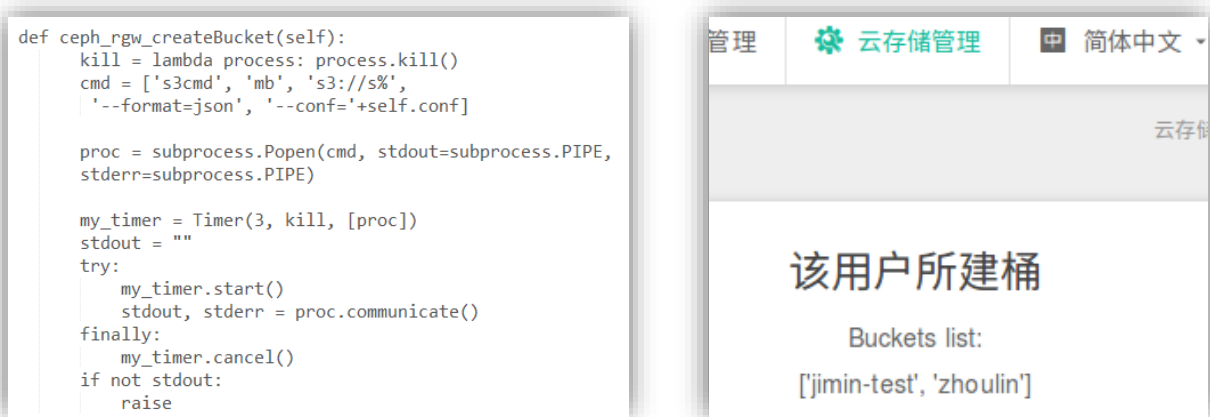 def ceph_rgw_createBucket(self):
kill = lambda process: process.kill()
cmd = ['s3cmd', 'mb', 's3://s%',
'--format=json', '--conf='+self.conf]
proc = subprocess.Popen(cmd, stdout=subprocess.PIPE,
stderr=subprocess.PIPE)
my_timer = Timer(3, kill, [proc])
stdout = ""
try:
my_timer.start()
stdout, stderr = proc.communicate()
finally:
my_timer.cancel()
if not stdout:
raise
管理 云存储管理 中 简体中文
云存
该用户所建桶
Buckets list:
['jimin-test', 'zhoulin']